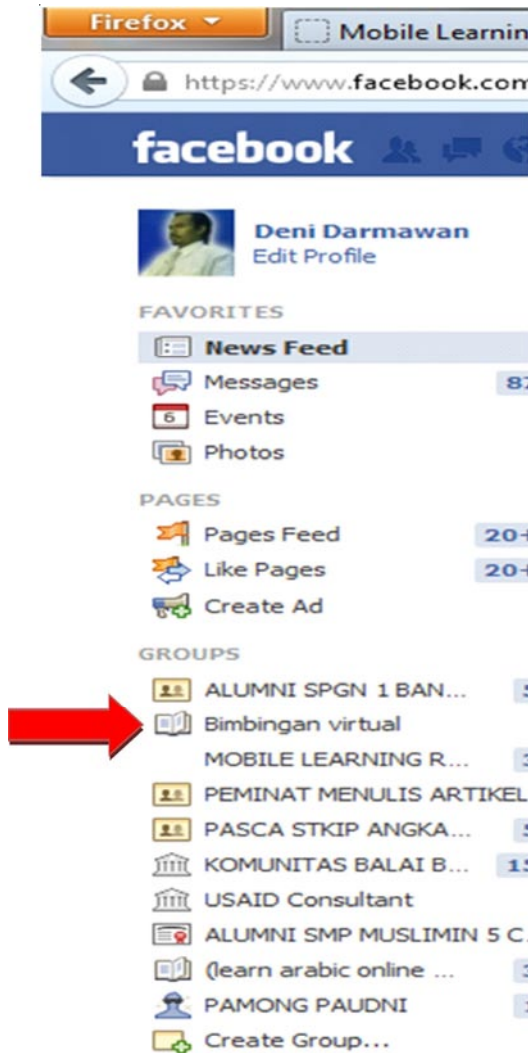 Firefox
Mobile Learnin
https://www.facebook.com
facebook
Deni Darmawan
Edit Profile
FAVORITES
News Feed
Messages 87
6 Events
Photos
PAGES
Pages Feed 20+
Like Pages 20+
Create Ad
GROUPS
ALUMNI SPGN 1 BAN...
Bimbingan virtual
MOBILE LEARNING R...
PEMINAT MENULIS ARTIKEL
PASCA STKIP ANGKA...
KOMUNITAS BALAI B... 15
USAID Consultant
ALUMNI SMP MUSLIMIN 5 C.
(learn arabic online ...
PAMONG PAUDNI
Create Group...